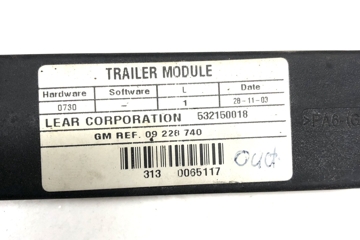 TRAILER MODULE
Hardware Software L Date
0730 – 1 28-11-03
LEAR CORPORATION 532150018
GM REF. 09 228 740
313 0065117